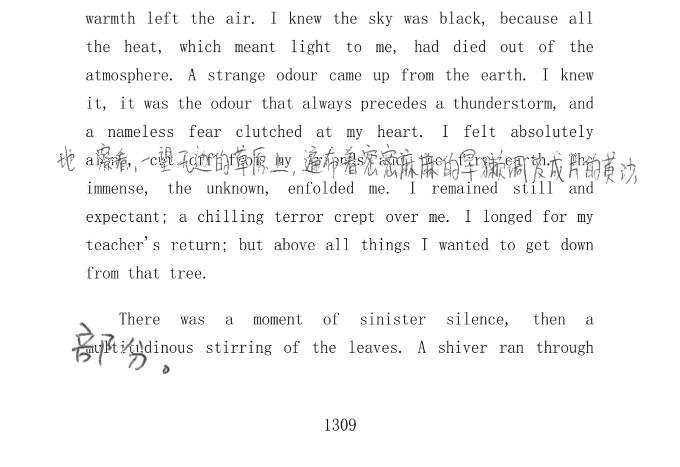 warmth left the air. I knew the sky was black, because all
the heat, which meant light to me, had died out of the
atmosphere. A strange odour came up from the earth. I knew
it, it was the odour that always precedes a thunderstorm, and
a nameless fear clutched at my heart. I felt absolutely
alone, cut off from my friends and the firm earth. The
地 察看，一望无边的草原上，遍布着密密麻麻的旱獭洞及成片的黄沙，
immense, the unknown, enfolded me. I remained still and
expectant; a chilling terror crept over me. I longed for my
teacher's return; but above all things I wanted to get down
from that tree.
There was a moment of sinister silence, then a
multitudinous stirring of the leaves. A shiver ran through
部分。
1309